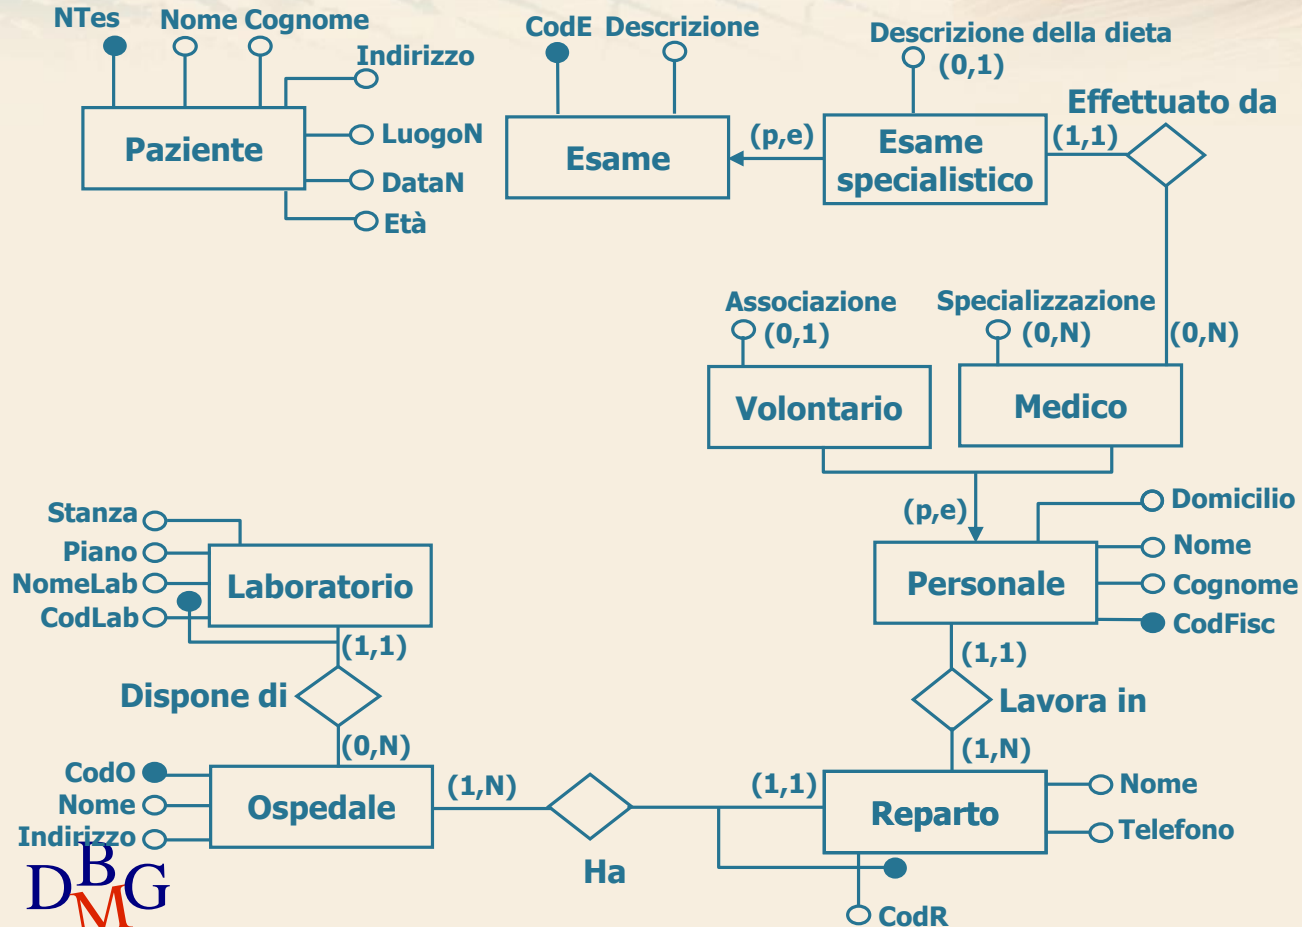 NTes
Nome Cognome
Indirizzo
Paziente
LuogoN
DataN
Età
CodE Descrizione
Esame
(p,e)
Descrizione della dieta
(0,1)
Esame
specialistico
Effettuato da
(1,1)
(0,N)
Associazione
(0,1)
Volontario
Specializzazione
(0,N)
Medico
(p,e)
Domicilio
Nome
Cognome
CodFisc
Personale
(1,1)
Lavora in
(1,N)
Stanza
Piano
NomeLab
CodLab
Laboratorio
(1,1)
Dispone di
(0,N)
CodO
Nome
Indirizzo
Ospedale
(1,N)
Ha
(1,1)
Reparto
Nome
Telefono
CodR
DBMG